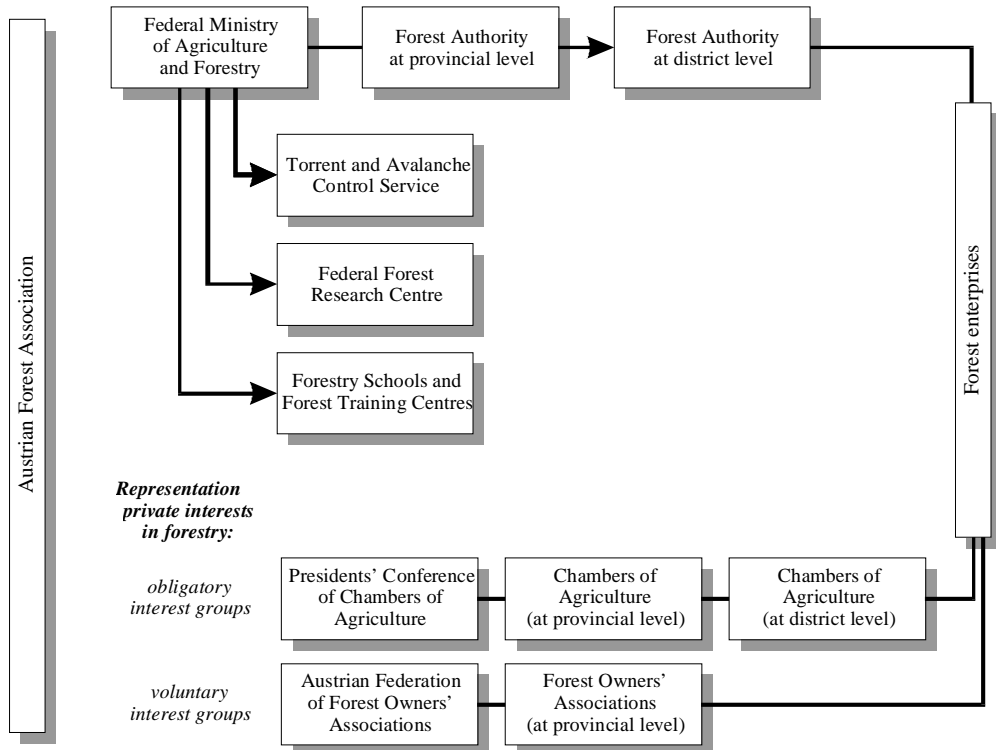 Austrian Forest Association
Federal Ministry
of Agriculture
and Forestry
Forest Authority
at provincial level
Forest Authority
at district level
Torrent and Avalanche
Control Service
Federal Forest
Research Centre
Forestry Schools and
Forest Training Centres
Forest enterprises
Representation
private interests
in forestry:
obligatory
interest groups
Presidents’ Conference
of Chambers of
Agriculture
Chambers of
Agriculture
(at provincial level)
Chambers of
Agriculture
(at district level)
voluntary
interest groups
Austrian Federation
of Forest Owners’
Associations
Forest Owners’
Associations
(at provincial level)